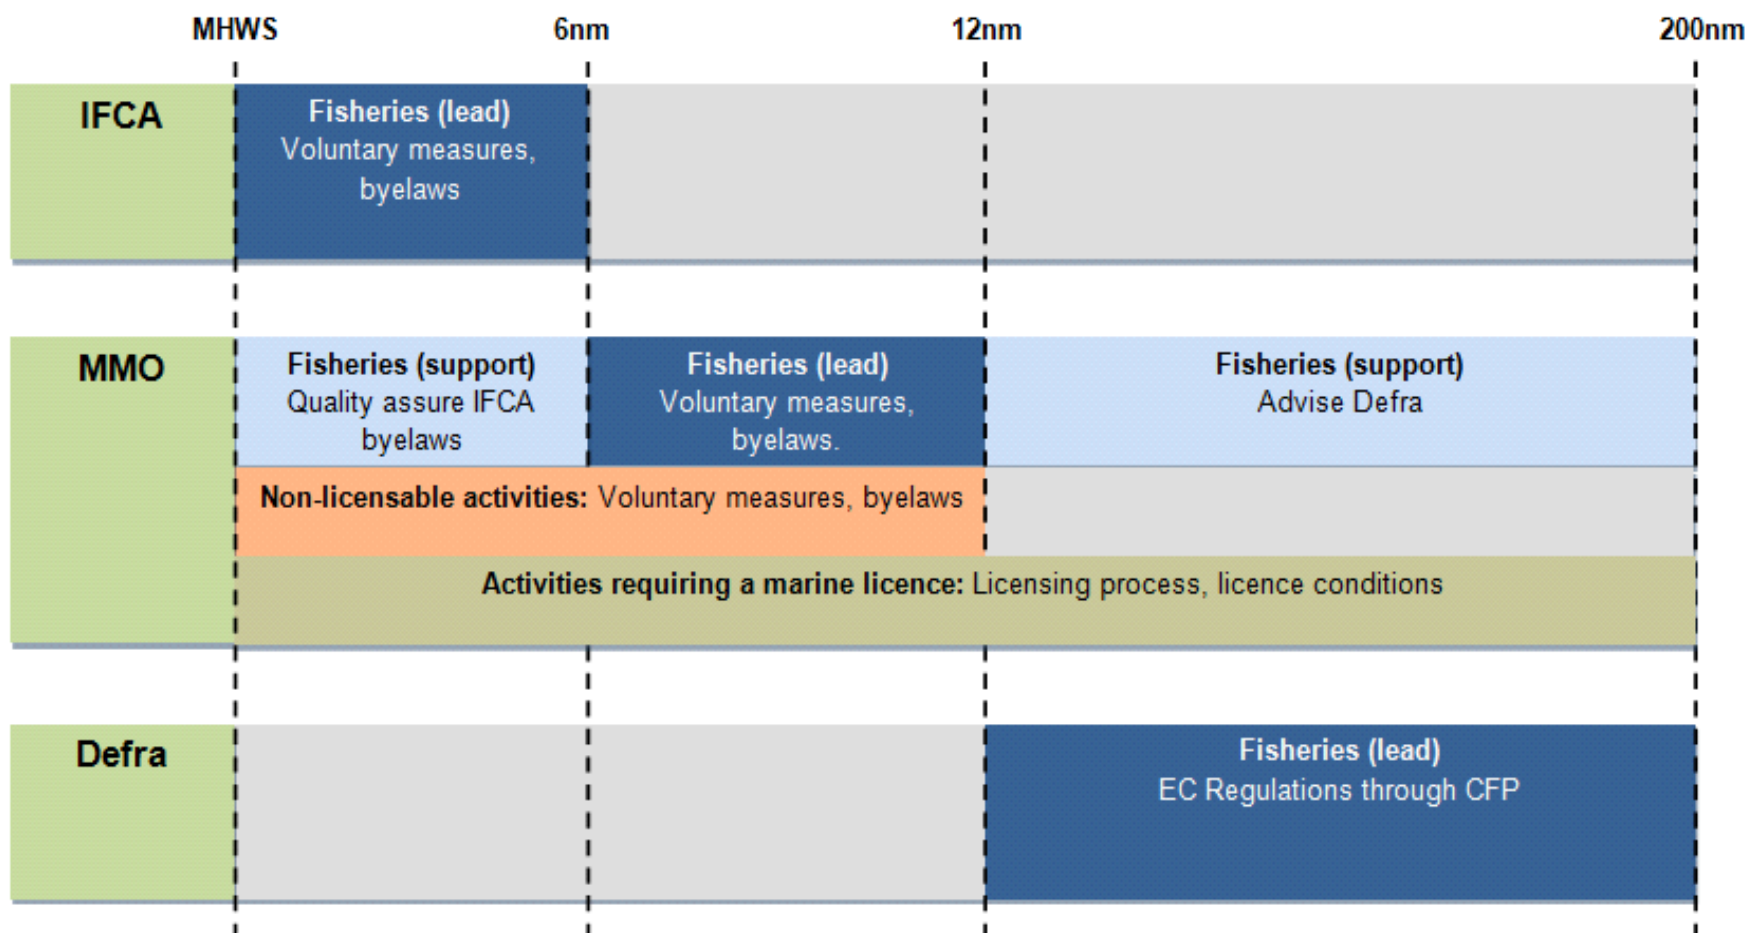 MHWS 6nm 12nm 200nm
IFCA
Fisheries (lead)
Voluntary measures,
byelaws
MMO
Fisheries (support)
Quality assure IFCA
byelaws
Fisheries (lead)
Voluntary measures,
byelaws.
Fisheries (support)
Advise Defra
Non-licensable activities: Voluntary measures, byelaws
Activities requiring a marine licence: Licensing process, licence conditions
Defra
Fisheries (lead)
EC Regulations through CFP